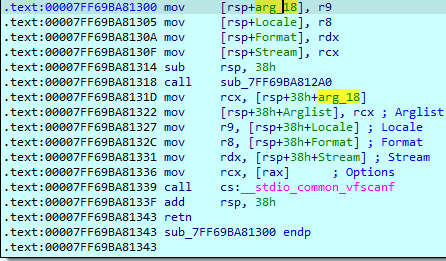 .text:00007FF69BA81300 mov [rsp+arg_18], r9
.text:00007FF69BA81305 mov [rsp+Locale], r8
.text:00007FF69BA8130A mov [rsp+Format], rdx
.text:00007FF69BA8130F mov [rsp+Stream], rcx
.text:00007FF69BA81314 sub rsp, 38h
.text:00007FF69BA81318 call sub_7FF69BA812A0
.text:00007FF69BA8131D mov rcx, [rsp+38h+arg_18]
.text:00007FF69BA81322 mov [rsp+38h+Arglist], rcx ; Arglist
.text:00007FF69BA81327 mov r9, [rsp+38h+Locale] ; Locale
.text:00007FF69BA8132C mov r8, [rsp+38h+Format] ; Format
.text:00007FF69BA81331 mov rdx, [rsp+38h+Stream] ; Stream
.text:00007FF69BA81336 mov rcx, [rax] ; Options
.text:00007FF69BA81339 call cs:__stdio_common_vfscanf
.text:00007FF69BA8133F add rsp, 38h
.text:00007FF69BA81343 retn
.text:00007FF69BA81343 sub_7FF69BA81300 endp
.text:00007FF69BA81343